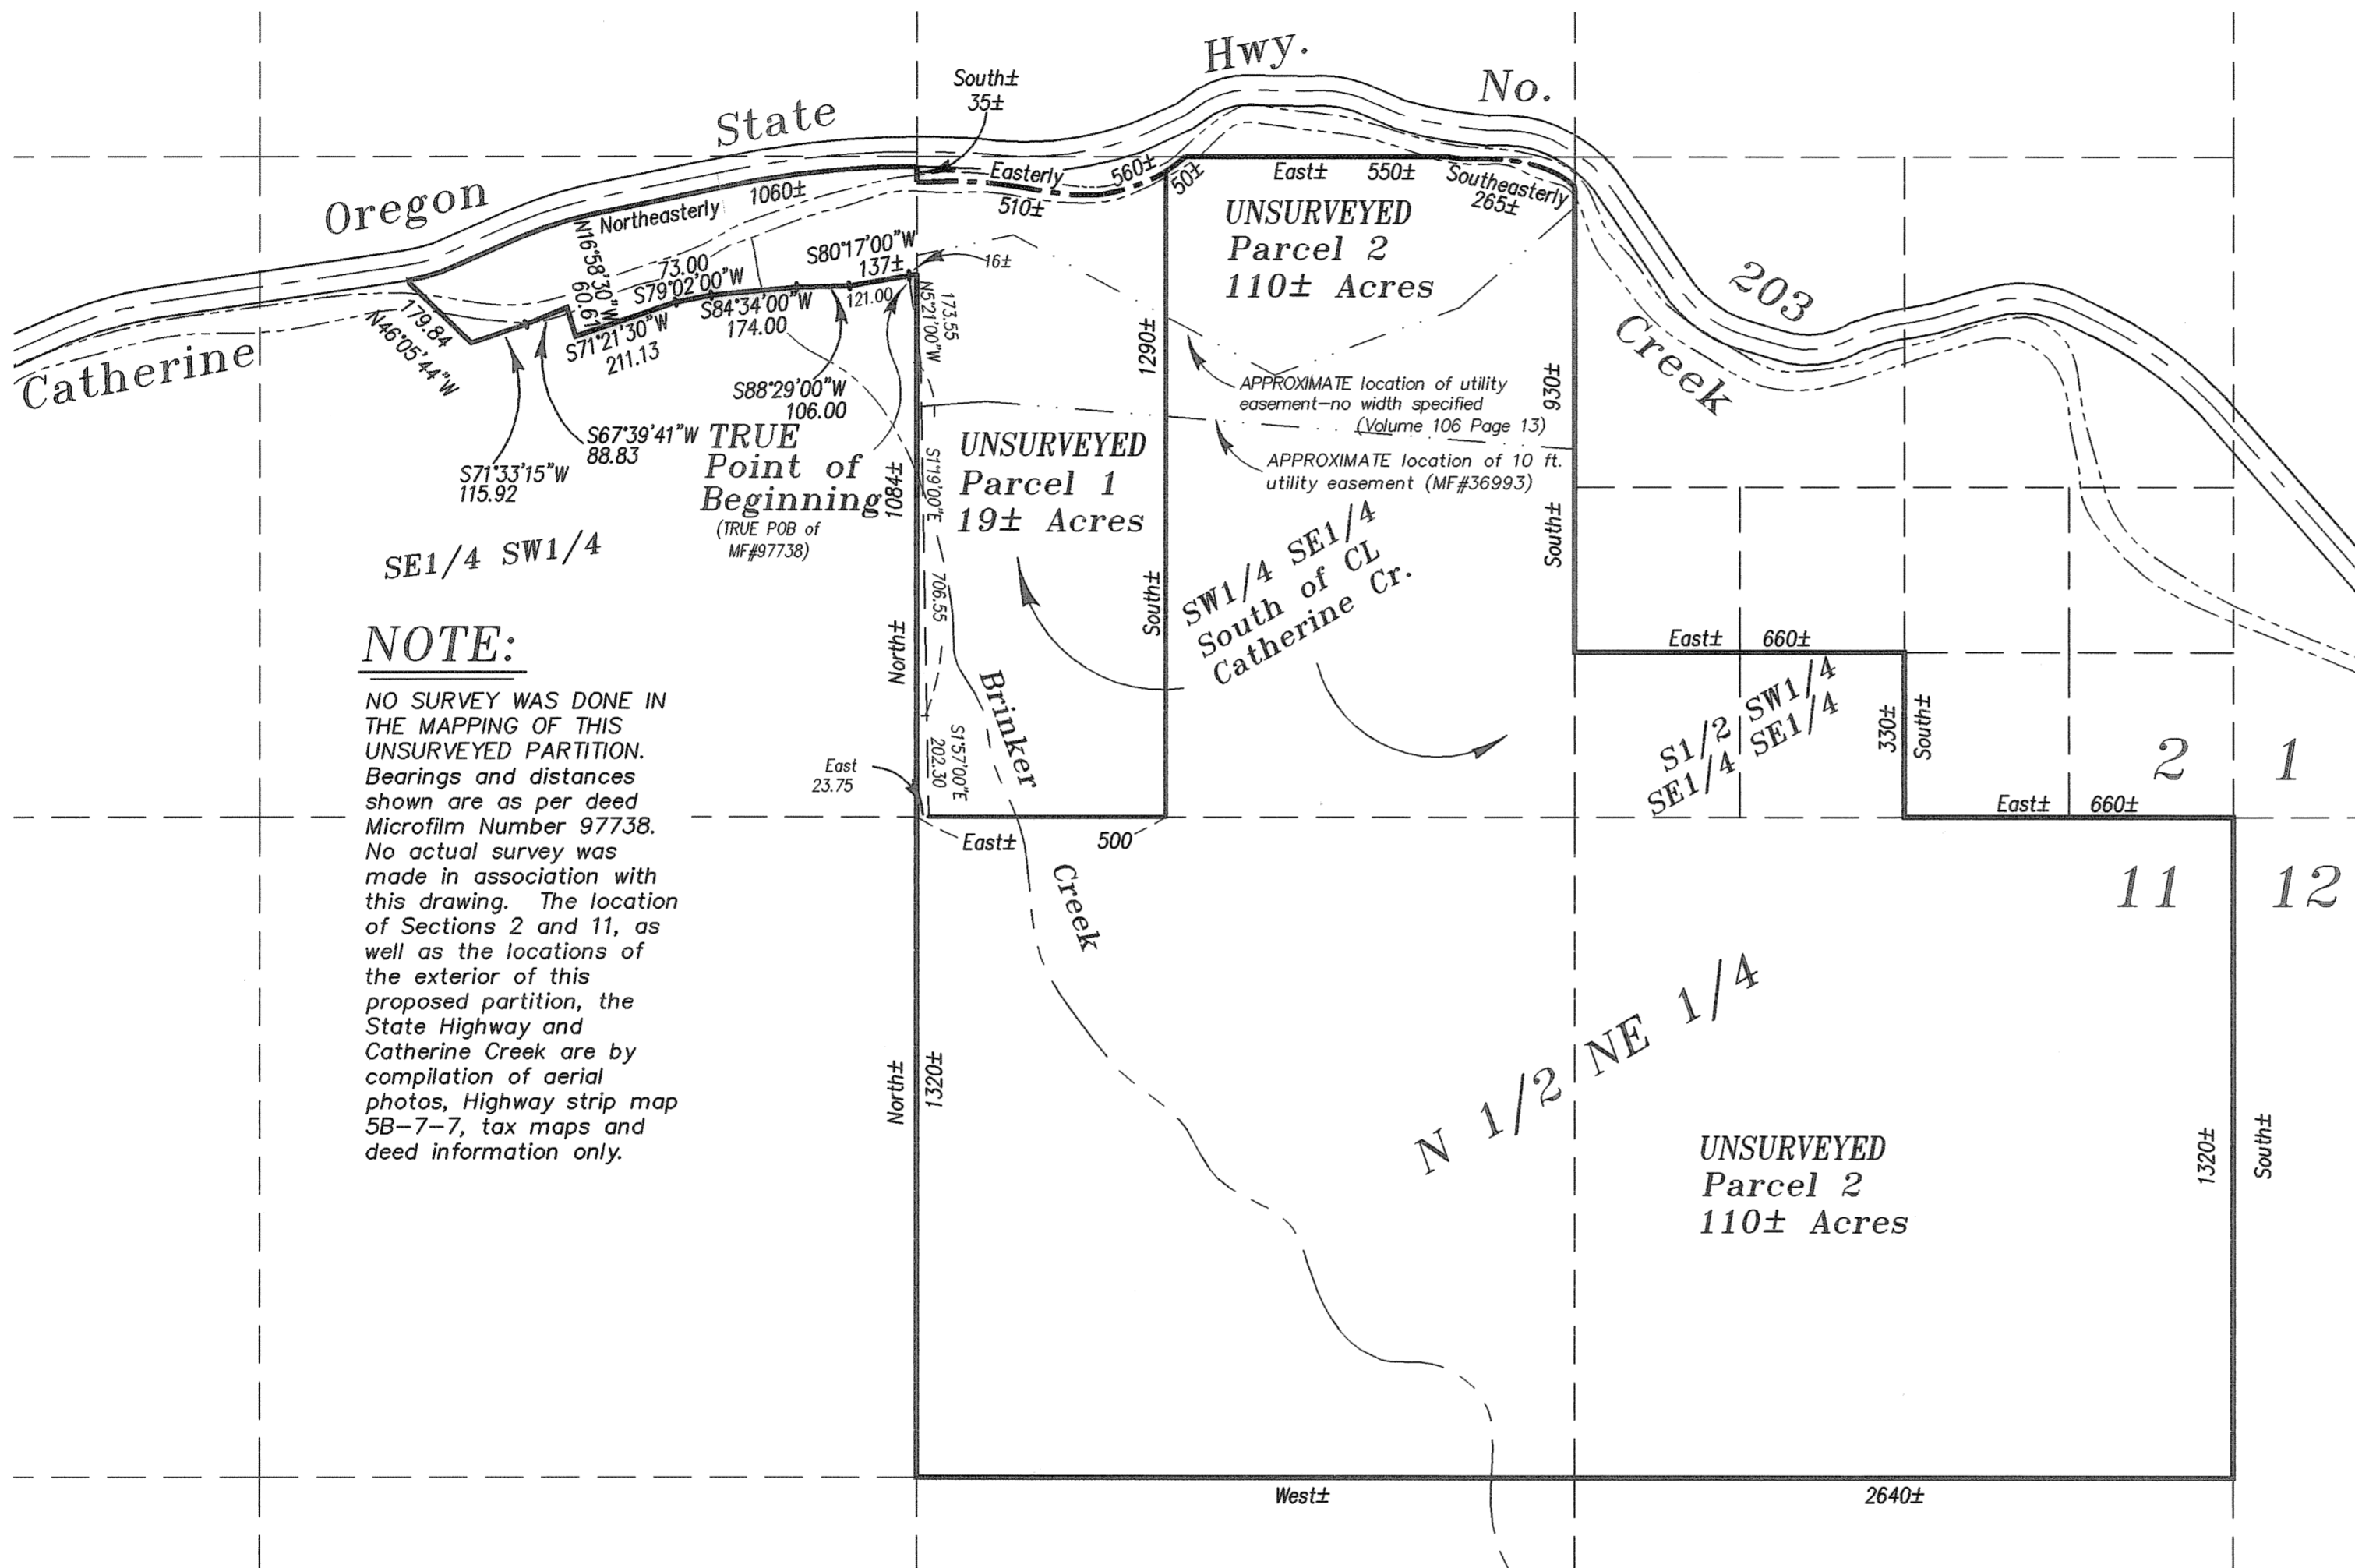 Oregon State Hwy. No. 203
Catherine Creek
South±
35±
Northeasterly 1060±
Easterly 560±
510±
50±
East± 550±
Southeasterly
265±
179.84
N46°05'44"W
N16°58'30"W
60.61
73.00
S79°02'00"W
S80°17'00"W
137±
16±
121.00
S84°34'00"W
174.00
S71°21'30"W
211.13
S88°29'00"W
106.00
S67°39'41"W
88.83
S71°33'15"W
115.92
173.55
N5°21'00"W
TRUE
Point of
Beginning
(TRUE POB of
MF#97738)
SE1/4 SW1/4
UNSURVEYED
Parcel 1
19± Acres
UNSURVEYED
Parcel 2
110± Acres
APPROXIMATE location of utility
easement—no width specified
(Volume 106 Page 13)
APPROXIMATE location of 10 ft.
utility easement (MF#36993)
SW1/4 SE1/4
South of CL
Catherine Cr.
North± 1084±
S1°19'00"E 706.55
S1°57'00"E
202.30
East
23.75
South± 1290±
South± 930±
East± 660±
330± South±
S1/2 SW1/4
SE1/4 SE1/4
East± 660±
East± 500
Brinker Creek
2 1
11 12
NOTE:
NO SURVEY WAS DONE IN
THE MAPPING OF THIS
UNSURVEYED PARTITION.
Bearings and distances
shown are as per deed
Microfilm Number 97738.
No actual survey was
made in association with
this drawing. The location
of Sections 2 and 11, as
well as the locations of
the exterior of this
proposed partition, the
State Highway and
Catherine Creek are by
compilation of aerial
photos, Highway strip map
5B-7-7, tax maps and
deed information only.
North± 1320±
N 1/2 NE 1/4
UNSURVEYED
Parcel 2
110± Acres
1320± South±
West± 2640±